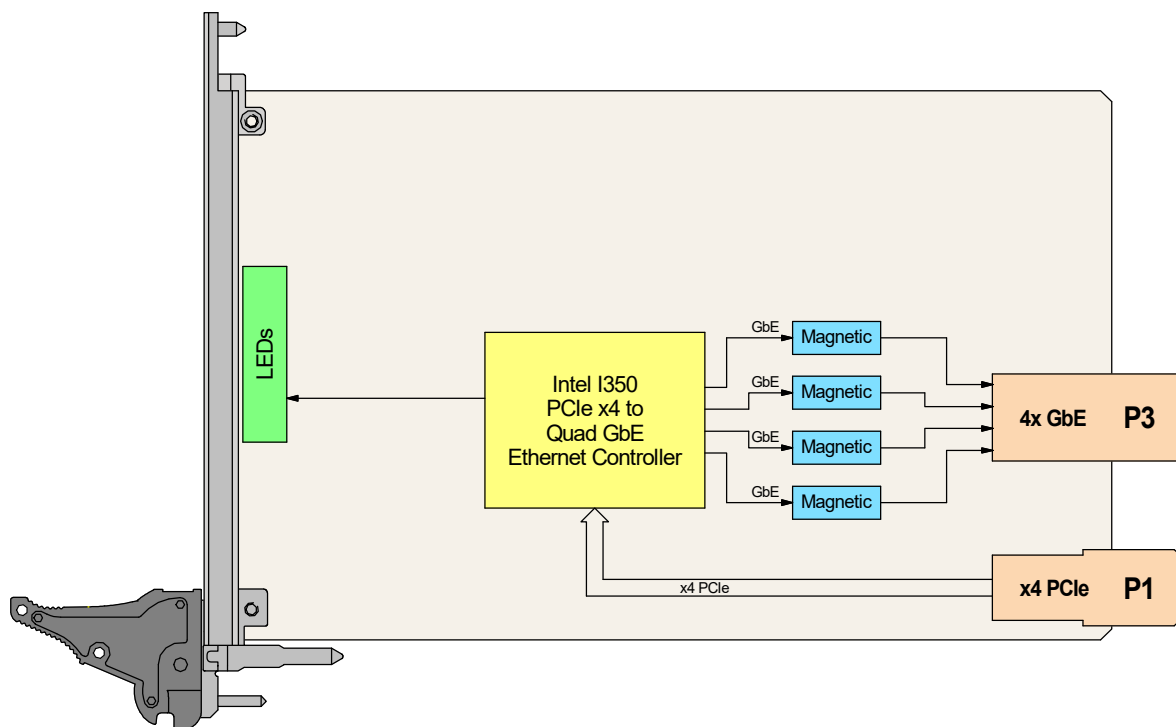 LEDs
Intel I350
PCIe x4 to
Quad GbE
Ethernet Controller
GbE
Magnetic
GbE
Magnetic
GbE
Magnetic
GbE
Magnetic
4x GbE P3
x4 PCIe
x4 PCIe P1